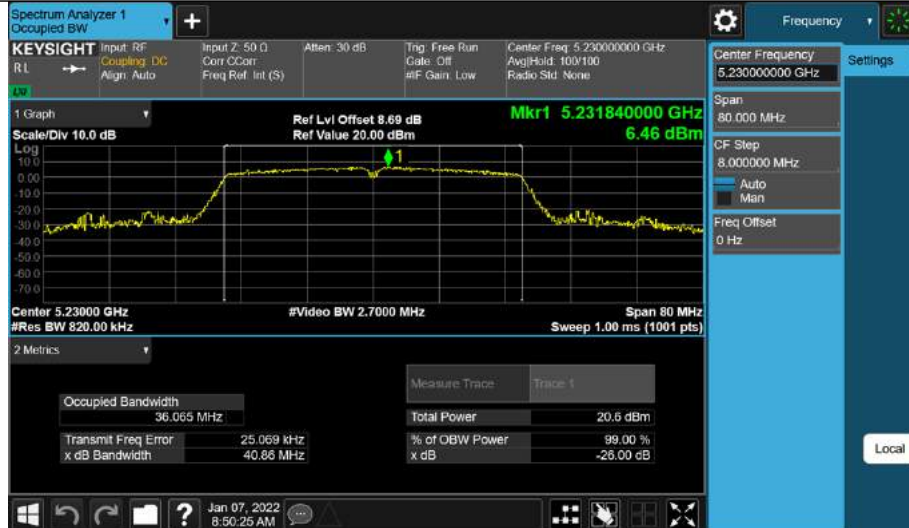 Spectrum Analyzer 1
Occupied BW
Frequency
KEYSIGHT
RL
Input: RF
Coupling: DC
Align: Auto
Input Z: 50 Ω
Corr CCorr
Freq Ref: Int (S)
Atten: 30 dB
Trig: Free Run
Gate: Off
#IF Gain: Low
Center Freq: 5.230000000 GHz
Avg|Hold: 100/100
Radio Std: None
1 Graph
Scale/Div 10.0 dB
Ref Lvl Offset 8.69 dB
Ref Value 20.00 dBm
Mkr1 5.231840000 GHz
6.46 dBm
Log
10.0
0.00
-10.0
-20.0
-30.0
-40.0
-50.0
-60.0
-70.0
1
Center 5.23000 GHz
#Res BW 820.00 kHz
#Video BW 2.7000 MHz
Span 80 MHz
Sweep 1.00 ms (1001 pts)
2 Metrics
Measure Trace
Trace 1
Occupied Bandwidth
36.065 MHz
Total Power
20.6 dBm
Transmit Freq Error
25.069 kHz
% of OBW Power
99.00 %
x dB Bandwidth
40.86 MHz
x dB
-26.00 dB
Center Frequency
5.230000000 GHz
Settings
Span
80.000 MHz
CF Step
8.000000 MHz
Auto
Man
Freq Offset
0 Hz
Local
?
Jan 07, 2022
8:50:25 AM